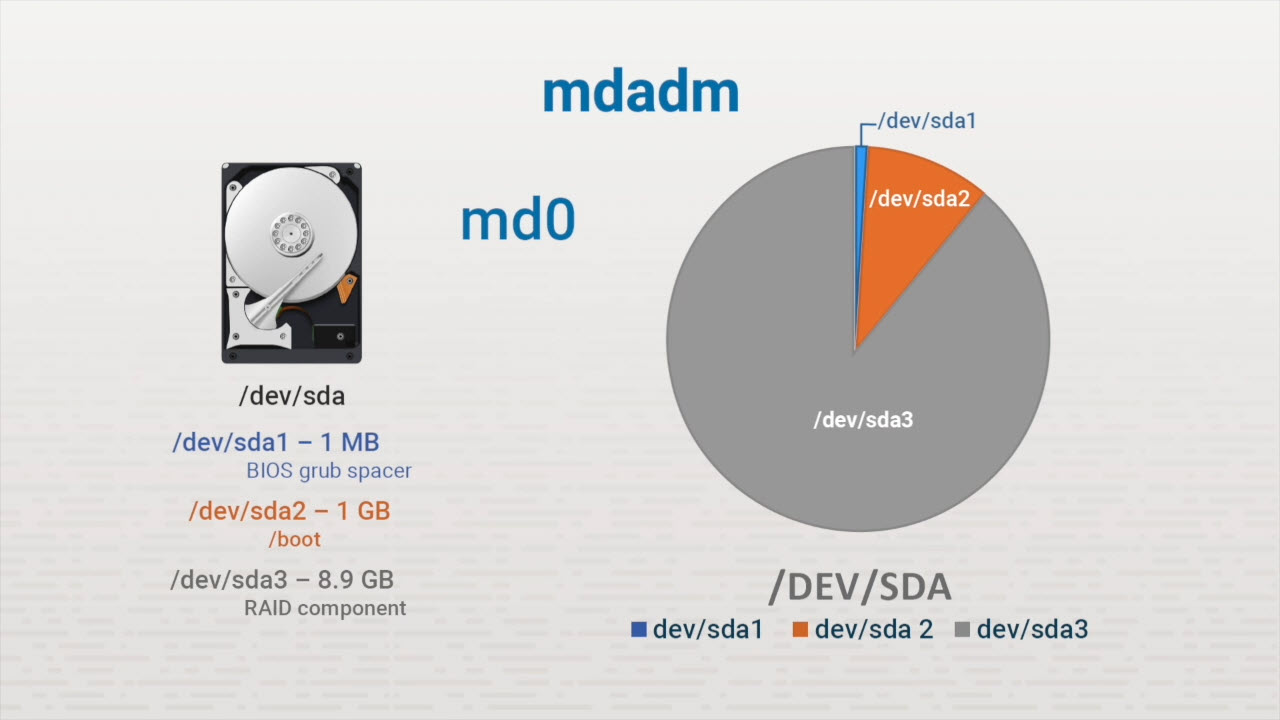 mdadm
md0
/dev/sda
/dev/sda1 – 1 MB
BIOS grub spacer
/dev/sda2 – 1 GB
/boot
/dev/sda3 – 8.9 GB
RAID component
/dev/sda1
/dev/sda2
/dev/sda3
/DEV/SDA
dev/sda1 dev/sda 2 dev/sda3